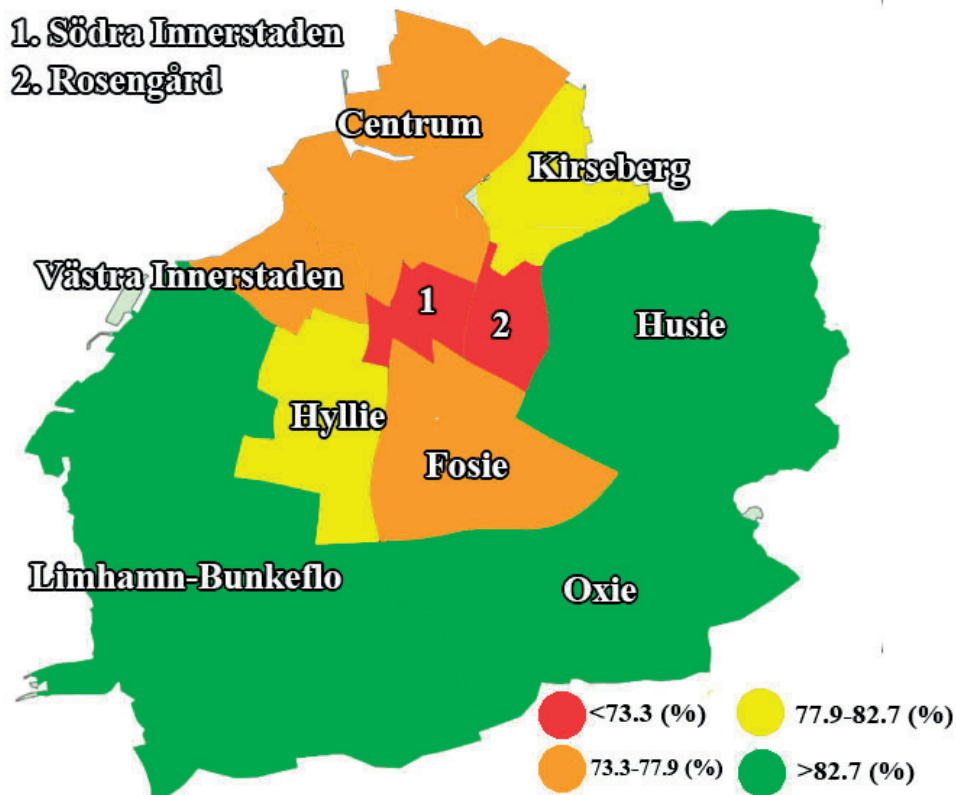 1. Södra Innerstaden
2. Rosengård
Centrum
Kirseberg
Västra Innerstaden
1
2
Husie
Hyllie
Fosie
Limhamn-Bunkeflo
Oxie
<73.3 (%)
77.9-82.7 (%)
73.3-77.9 (%)
>82.7 (%)